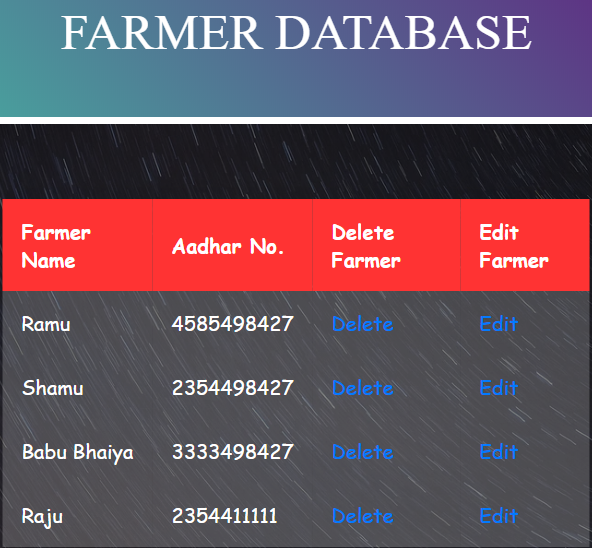 FARMER DATABASE
Farmer Name Aadhar No. Delete Farmer Edit Farmer
Ramu 4585498427 Delete Edit
Shamu 2354498427 Delete Edit
Babu Bhaiya 3333498427 Delete Edit
Raju 2354411111 Delete Edit